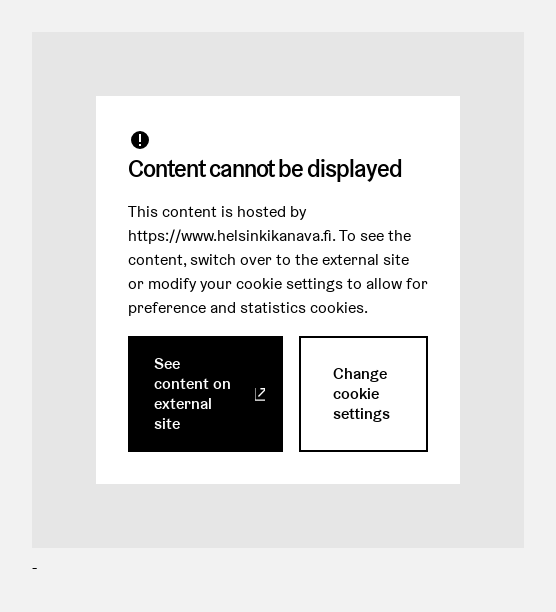 Content cannot be displayed
This content is hosted by
https://www.helsinkikanava.fi. To see the
content, switch over to the external site
or modify your cookie settings to allow for
preference and statistics cookies.
See
content on
external
site
Change
cookie
settings
-